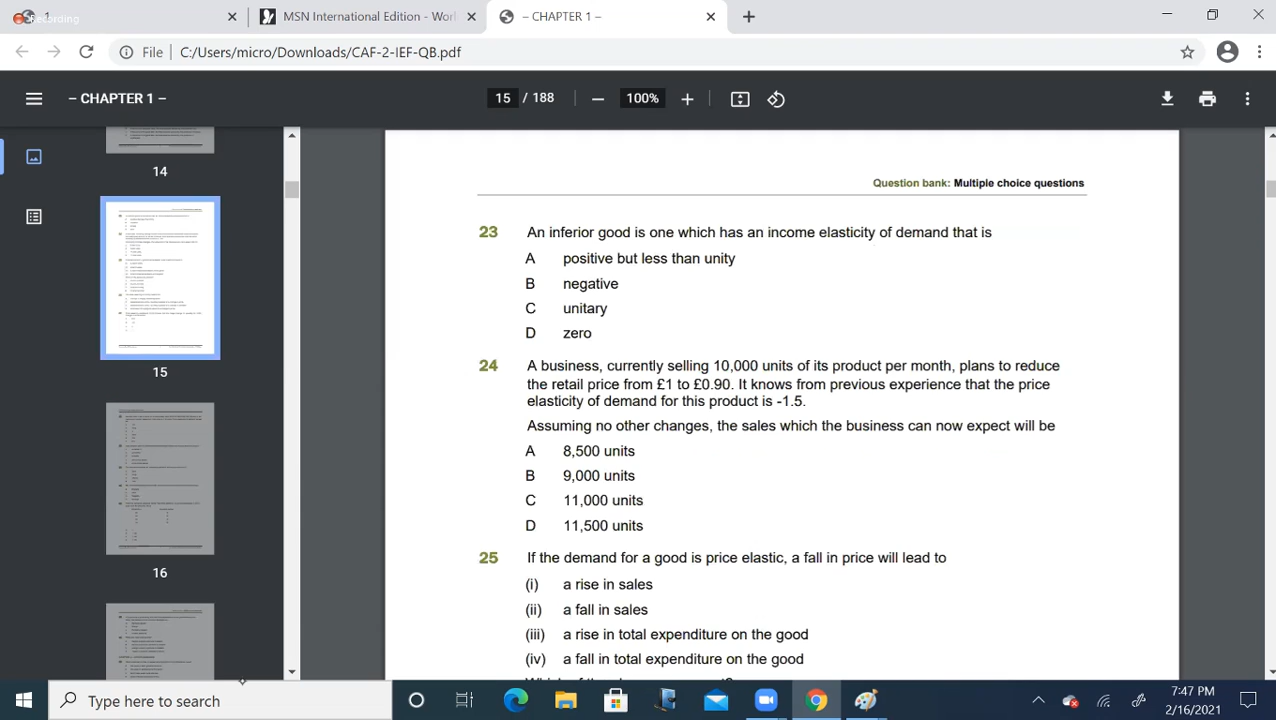 Recording
1
MSN International Edition - Worl
– CHAPTER 1 –
File
C:/Users/micro/Downloads/CAF-2-IEF-QB.pdf
– CHAPTER 1 –
15 / 188
100%
14
15
16
Question bank: Multiple choice questions
23 An inferior good is one which has an income elasticity of demand that is
A positive but less than unity
B negative
C unitary
D zero
24 A business, currently selling 10,000 units of its product per month, plans to reduce
the retail price from £1 to £0.90. It knows from previous experience that the price
elasticity of demand for this product is -1.5.
Assuming no other changes, the sales which the business can now expect will be
A 8,500 units
B 9,000 units
C 11,000 units
D 11,500 units
25 If the demand for a good is price elastic, a fall in price will lead to
(i) a rise in sales
(ii) a fall in sales
(iii) a rise in total expenditure on the good
(iv) a fall in total expenditure on the good
Type here to search
7:47 PM
2/16/2021